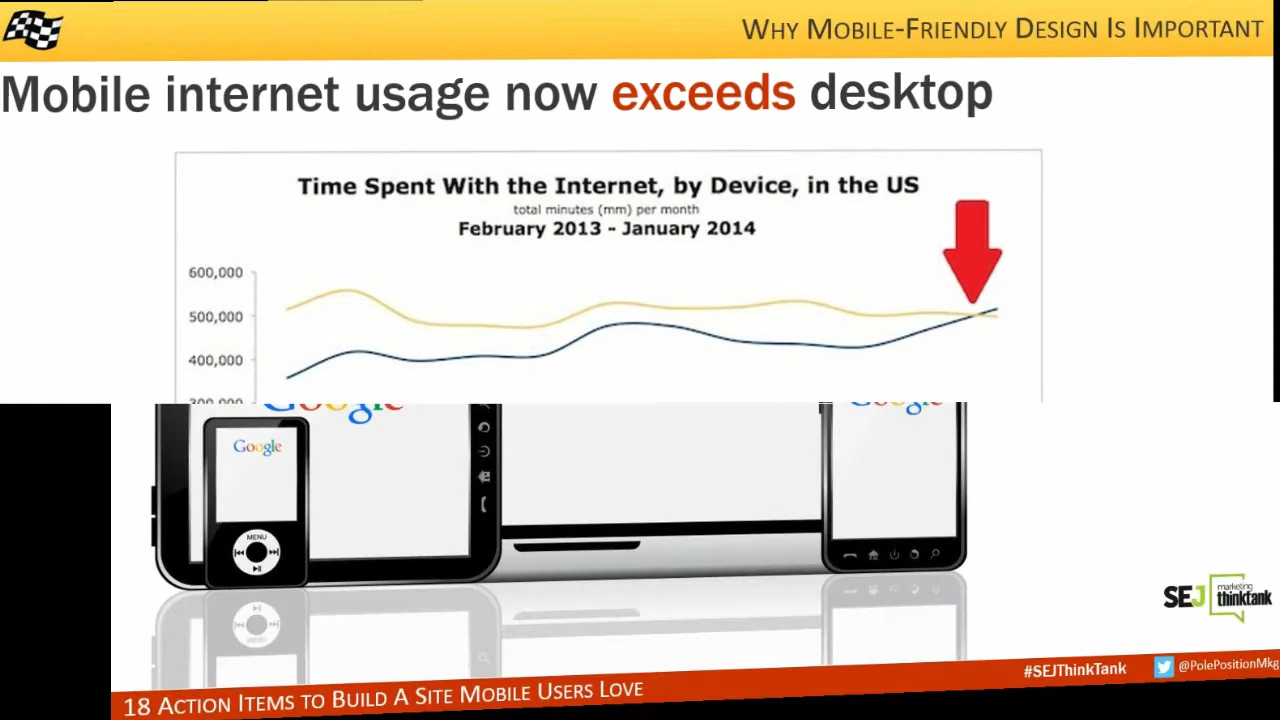 WHY MOBILE-FRIENDLY DESIGN IS IMPORTANT
Mobile internet usage now exceeds desktop
Time Spent With the Internet, by Device, in the US
total minutes (mm) per month
February 2013 - January 2014
600,000
500,000
400,000
Google
MENU
SEJ marketing thinktank
#SEJThinkTank
@PolePositionMkg
18 ACTION ITEMS TO BUILD A SITE MOBILE USERS LOVE